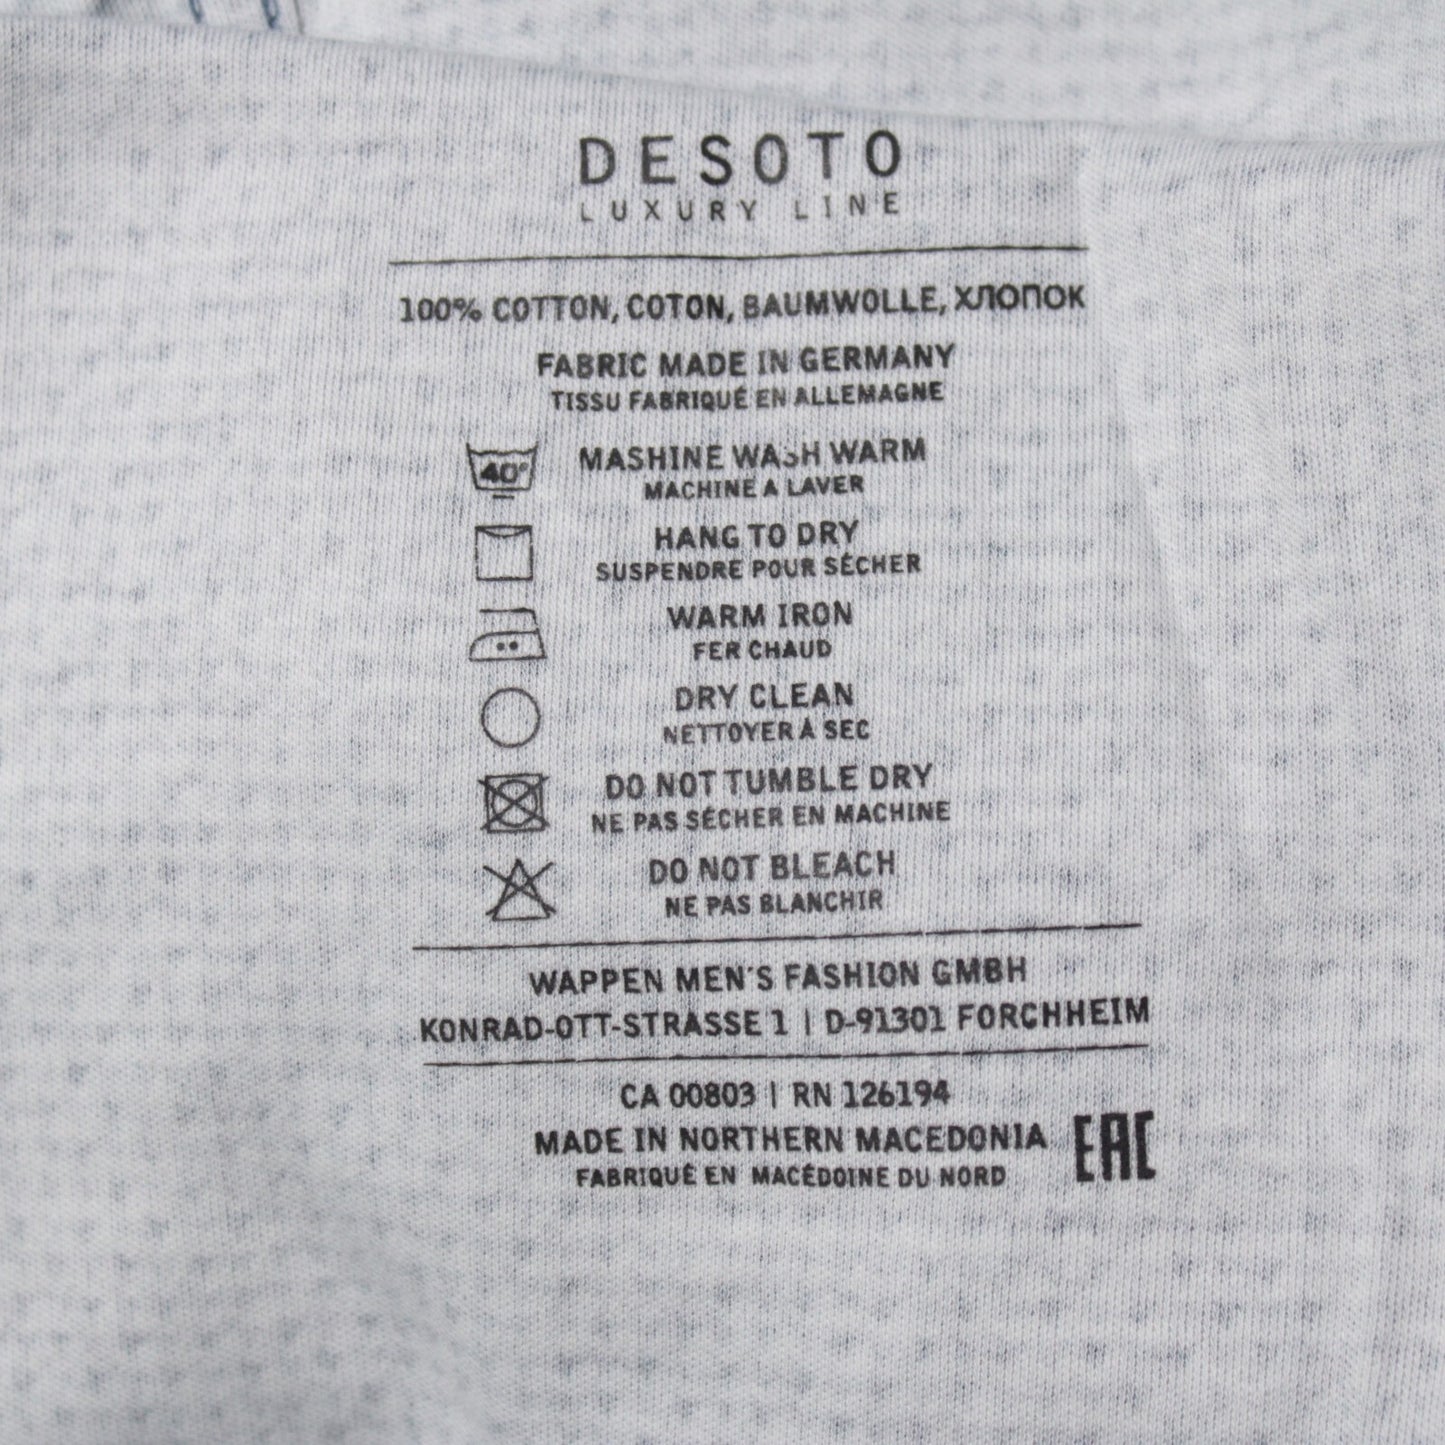 DESOTO
LUXURY LINE
100% COTTON, COTON, BAUMWOLLE, ХЛОПОК
FABRIC MADE IN GERMANY
TISSU FABRIQUÉ EN ALLEMAGNE
40° MASHINE WASH WARM
MACHINE A LAVER
HANG TO DRY
SUSPENDRE POUR SÉCHER
WARM IRON
FER CHAUD
DRY CLEAN
NETTOYER À SEC
DO NOT TUMBLE DRY
NE PAS SÉCHER EN MACHINE
DO NOT BLEACH
NE PAS BLANCHIR
WAPPEN MEN'S FASHION GMBH
KONRAD-OTT-STRASSE 1 | D-91301 FORCHHEIM
CA 00803 | RN 126194
MADE IN NORTHERN MACEDONIA
FABRIQUÉ EN MACÉDOINE DU NORD
EAC